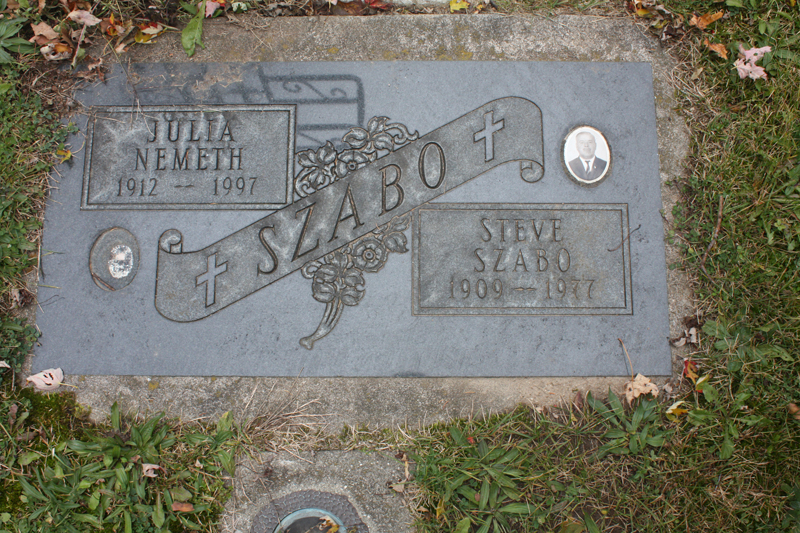 JULIA
NEMETH
1912 -- 1997
SZABO
STEVE
SZABO
1909 -- 1977